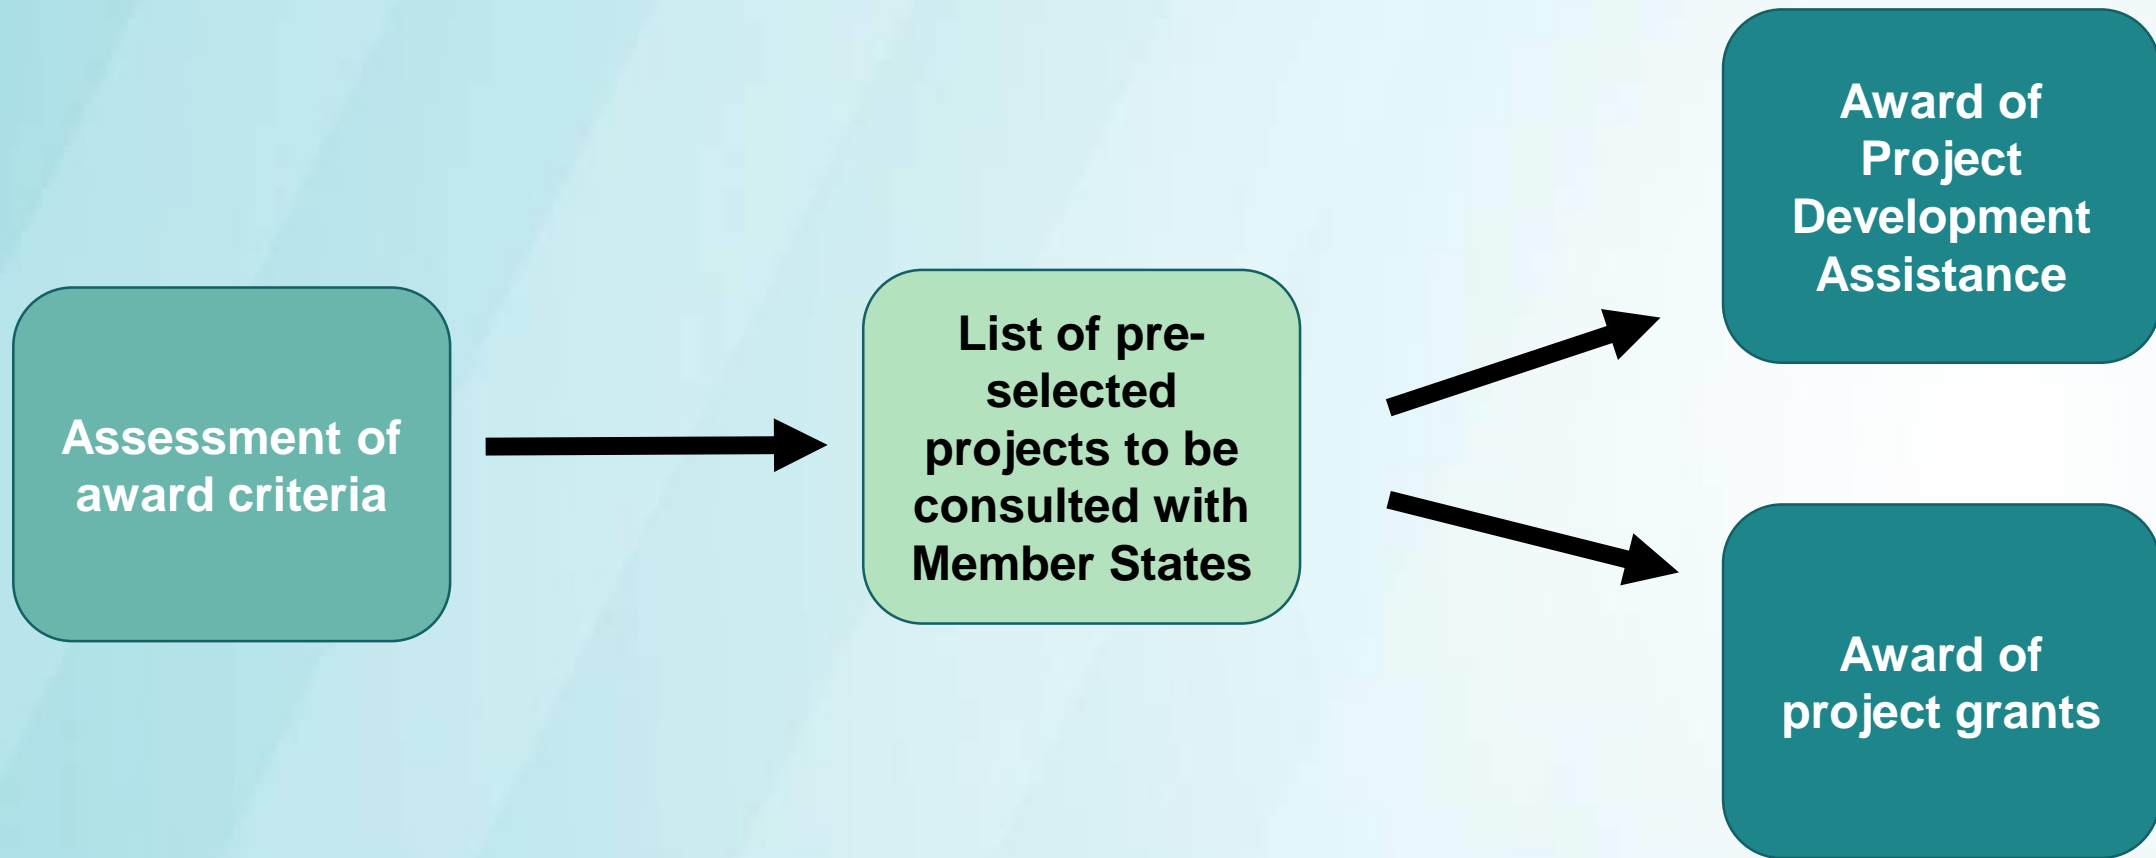 Assessment of
award criteria
List of pre-
selected
projects to be
consulted with
Member States
Award of
Project
Development
Assistance
Award of
project grants